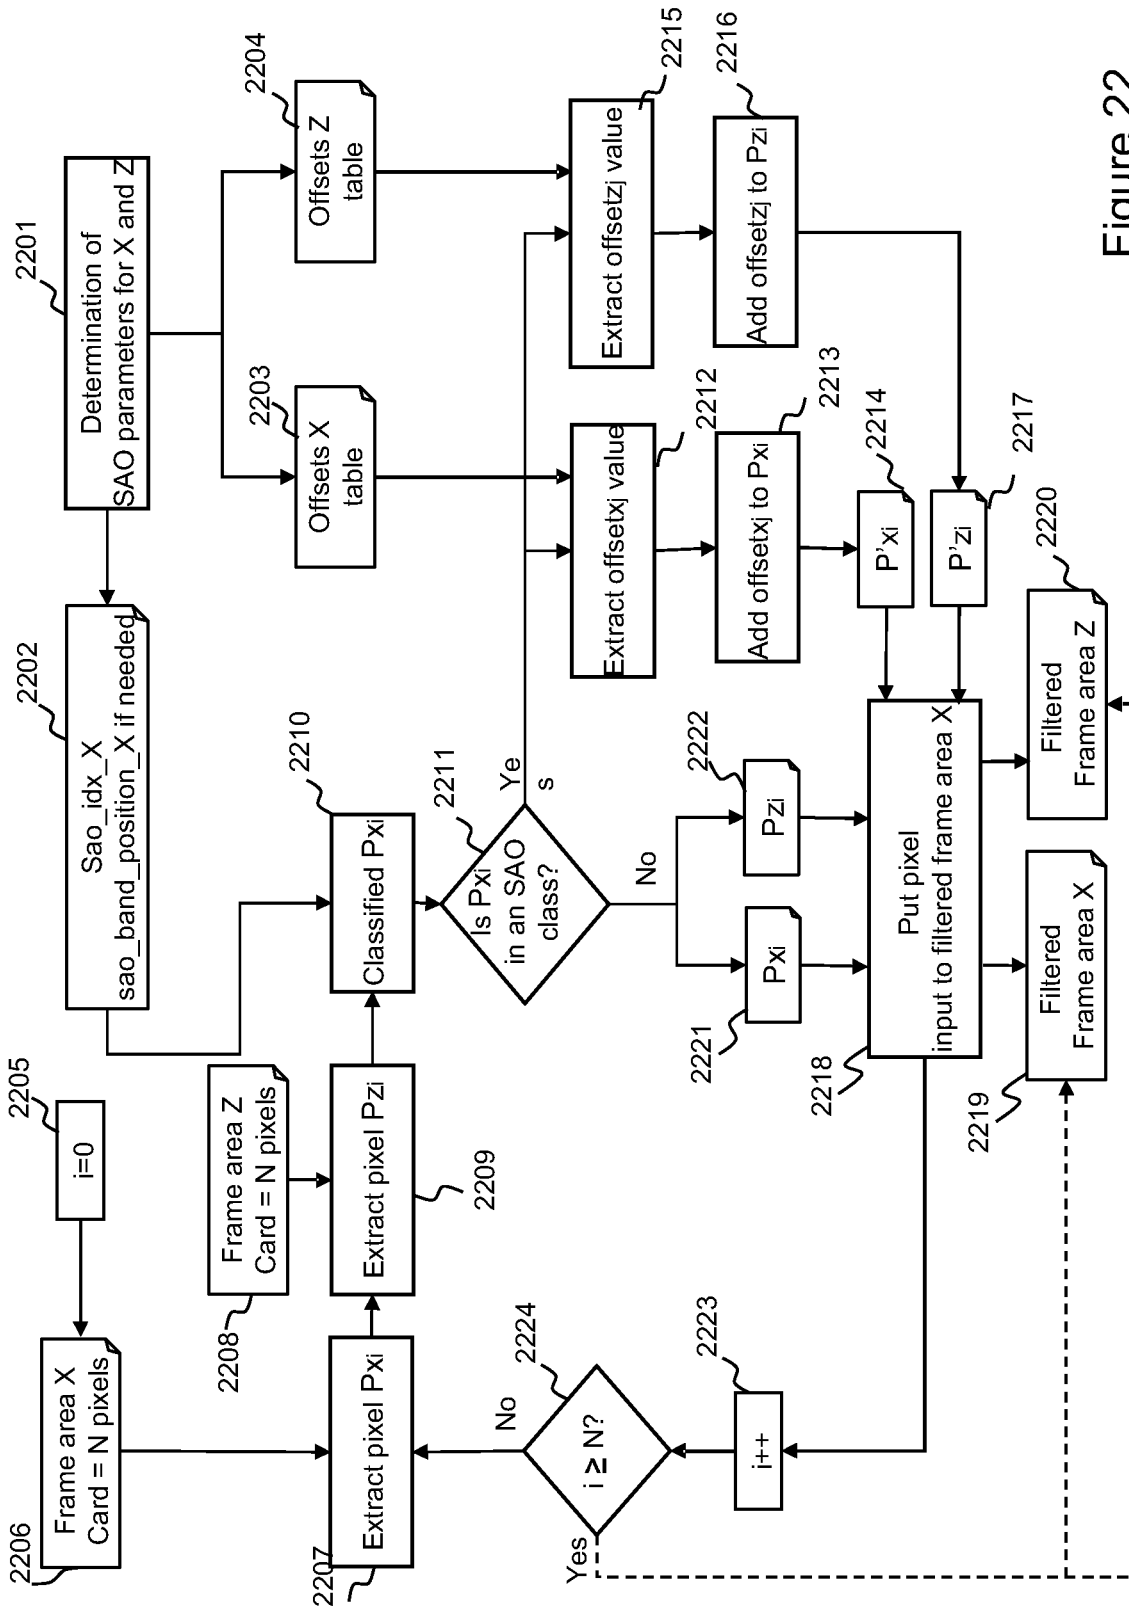 2201
Determination of
SAO parameters for X and Z
2202
Sao_idx_X
sao_band_position_X if needed
2203
Offsets X
table
2204
Offsets Z
table
2205
i=0
2206
Frame area X
Card = N pixels
2207
Extract pixel Pxi
2208
Frame area Z
Card = N pixels
2209
Extract pixel Pzi
2210
Classified Pxi
2211
Is Pxi
in an SAO
class?
Ye
s
No
2212
Extract offsetxj value
2213
Add offsetxj to Pxi
2214
P'xi
2215
Extract offsetzj value
2216
Add offsetzj to Pzi
2217
P'zi
2221
Pxi
2222
Pzi
2218
Put pixel
input to filtered frame area X
2219
Filtered
Frame area X
2220
Filtered
Frame area Z
2223
i++
2224
i ≥ N?
No
Yes
Figure 22